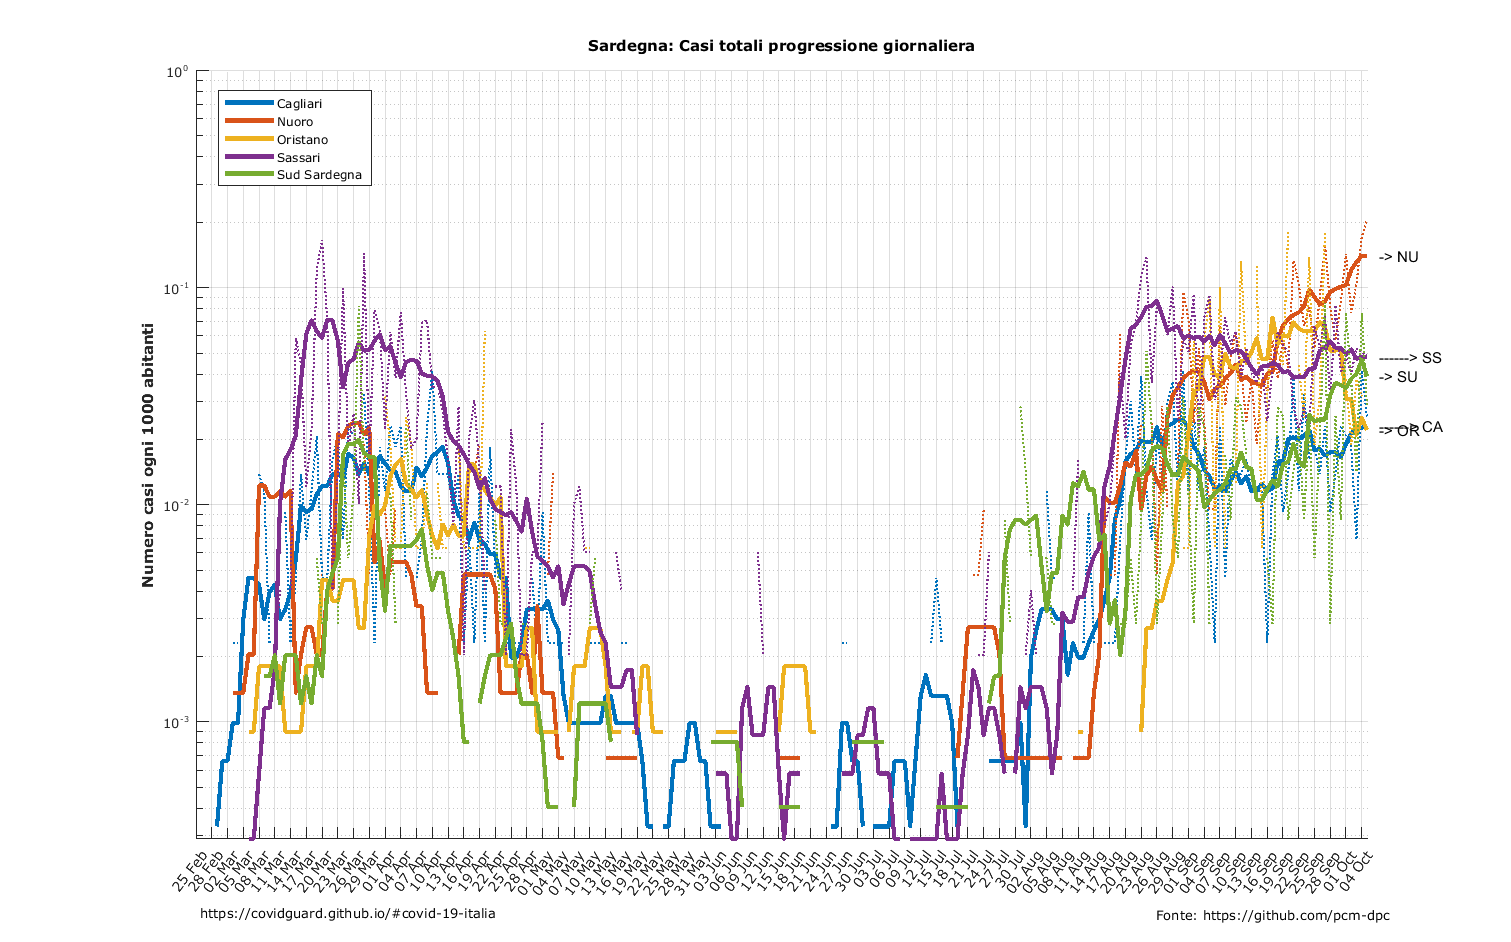 Sardegna: Casi totali progressione giornaliera
10^0
10^-1
10^-2
10^-3
Numero casi ogni 1000 abitanti
Cagliari
Nuoro
Oristano
Sassari
Sud Sardegna
-> NU
------> SS
-> SU
------> CA
-> OR
25 Feb
28 Feb
02 Mar
05 Mar
08 Mar
11 Mar
14 Mar
17 Mar
20 Mar
23 Mar
26 Mar
29 Mar
01 Apr
04 Apr
07 Apr
10 Apr
13 Apr
16 Apr
19 Apr
22 Apr
25 Apr
28 Apr
01 May
04 May
07 May
10 May
13 May
16 May
19 May
22 May
25 May
28 May
31 May
03 Jun
06 Jun
09 Jun
12 Jun
15 Jun
18 Jun
21 Jun
24 Jun
27 Jun
30 Jun
03 Jul
06 Jul
09 Jul
12 Jul
15 Jul
18 Jul
21 Jul
24 Jul
27 Jul
30 Jul
02 Aug
05 Aug
08 Aug
11 Aug
14 Aug
17 Aug
20 Aug
23 Aug
26 Aug
29 Aug
01 Sep
04 Sep
07 Sep
10 Sep
13 Sep
16 Sep
19 Sep
22 Sep
25 Sep
28 Sep
01 Oct
04 Oct
https://covidguard.github.io/#covid-19-italia
Fonte: https://github.com/pcm-dpc